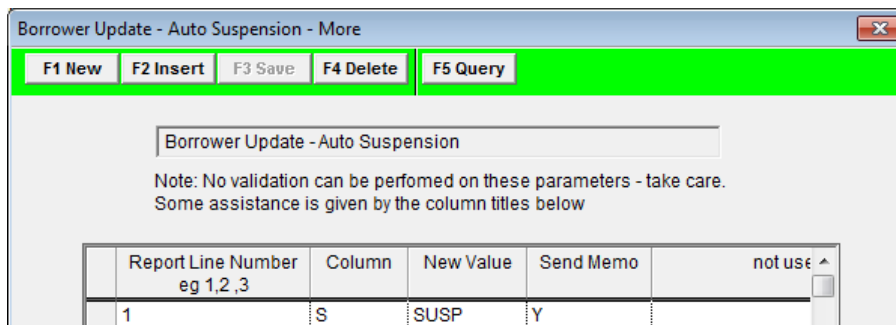 Borrower Update - Auto Suspension - More
F1 New F2 Insert F3 Save F4 Delete F5 Query
Borrower Update - Auto Suspension
Note: No validation can be perfomed on these parameters - take care.
Some assistance is given by the column titles below
Report Line Number Column New Value Send Memo not use
eg 1,2 ,3
1 S SUSP Y